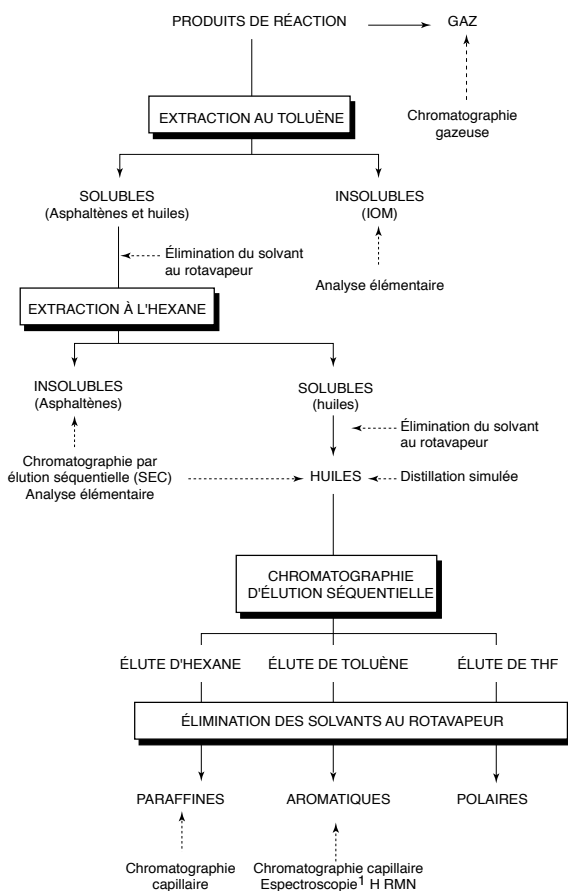 PRODUITS DE RÉACTION
GAZ
Chromatographie
gazeuse
EXTRACTION AU TOLUÈNE
SOLUBLES
(Asphaltènes et huiles)
INSOLUBLES
(IOM)
Élimination du solvant
au rotavapeur
Analyse élémentaire
EXTRACTION À L'HEXANE
INSOLUBLES
(Asphaltènes)
SOLUBLES
(huiles)
Élimination du solvant
au rotavapeur
Chromatographie par
élution séquentielle (SEC)
Analyse élémentaire
HUILES
Distillation simulée
CHROMATOGRAPHIE
D'ÉLUTION SÉQUENTIELLE
ÉLUTE D'HEXANE
ÉLUTE DE TOLUÈNE
ÉLUTE DE THF
ÉLIMINATION DES SOLVANTS AU ROTAVAPEUR
PARAFFINES
AROMATIQUES
POLAIRES
Chromatographie
capillaire
Chromatographie capillaire
Espectroscopie¹ H RMN